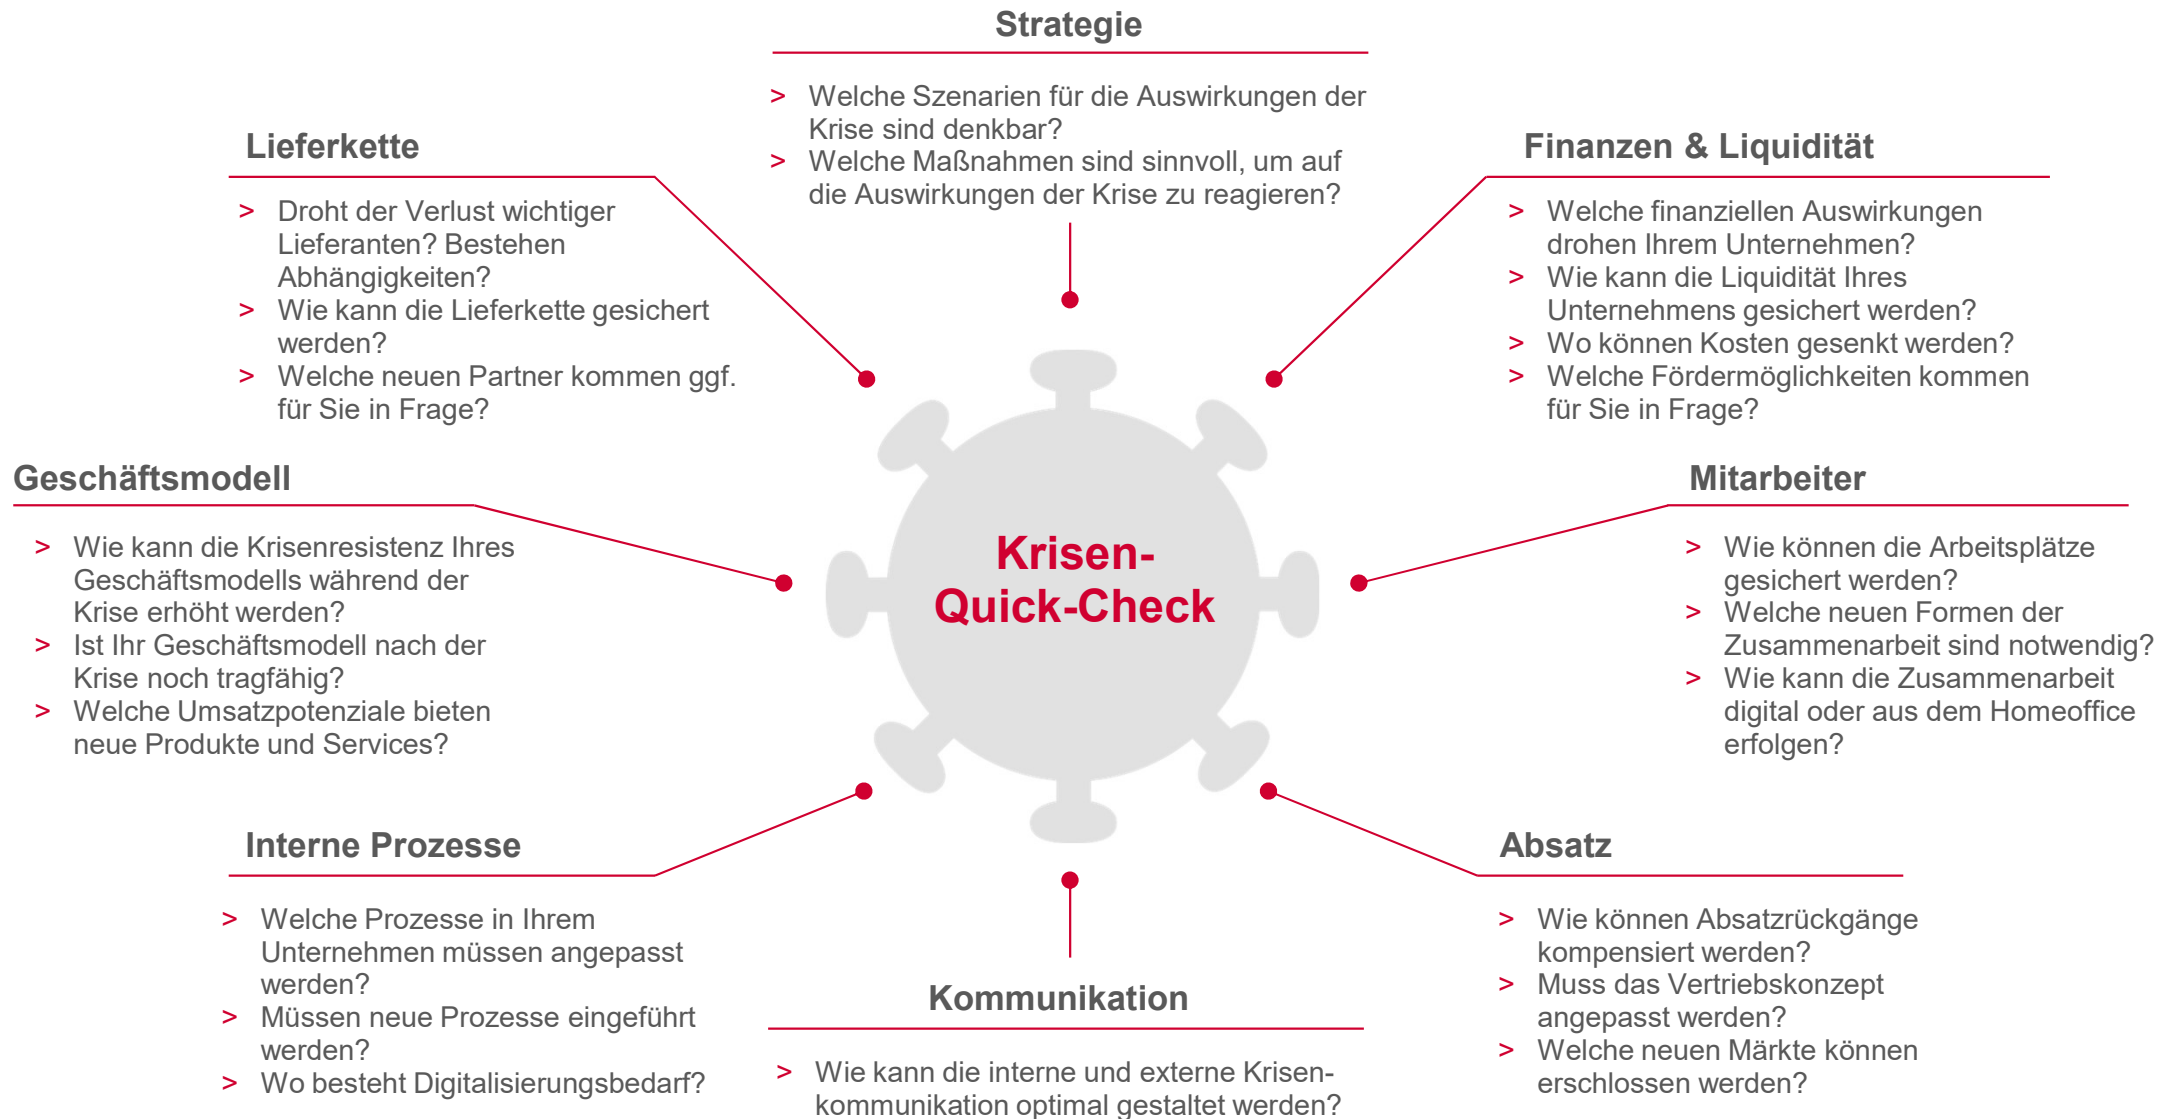 Strategie
> Welche Szenarien für die Auswirkungen der
Krise sind denkbar?
> Welche Maßnahmen sind sinnvoll, um auf
die Auswirkungen der Krise zu reagieren?
Lieferkette
> Droht der Verlust wichtiger
Lieferanten? Bestehen
Abhängigkeiten?
> Wie kann die Lieferkette gesichert
werden?
> Welche neuen Partner kommen ggf.
für Sie in Frage?
Finanzen & Liquidität
> Welche finanziellen Auswirkungen
drohen Ihrem Unternehmen?
> Wie kann die Liquidität Ihres
Unternehmens gesichert werden?
> Wo können Kosten gesenkt werden?
> Welche Fördermöglichkeiten kommen
für Sie in Frage?
Geschäftsmodell
> Wie kann die Krisenresistenz Ihres
Geschäftsmodells während der
Krise erhöht werden?
> Ist Ihr Geschäftsmodell nach der
Krise noch tragfähig?
> Welche Umsatzpotenziale bieten
neue Produkte und Services?
Krisen-
Quick-Check
Mitarbeiter
> Wie können die Arbeitsplätze
gesichert werden?
> Welche neuen Formen der
Zusammenarbeit sind notwendig?
> Wie kann die Zusammenarbeit
digital oder aus dem Homeoffice
erfolgen?
Interne Prozesse
> Welche Prozesse in Ihrem
Unternehmen müssen angepasst
werden?
> Müssen neue Prozesse eingeführt
werden?
> Wo besteht Digitalisierungsbedarf?
Kommunikation
> Wie kann die interne und externe Krisen-
kommunikation optimal gestaltet werden?
Absatz
> Wie können Absatzrückgänge
kompensiert werden?
> Muss das Vertriebskonzept
angepasst werden?
> Welche neuen Märkte können
erschlossen werden?